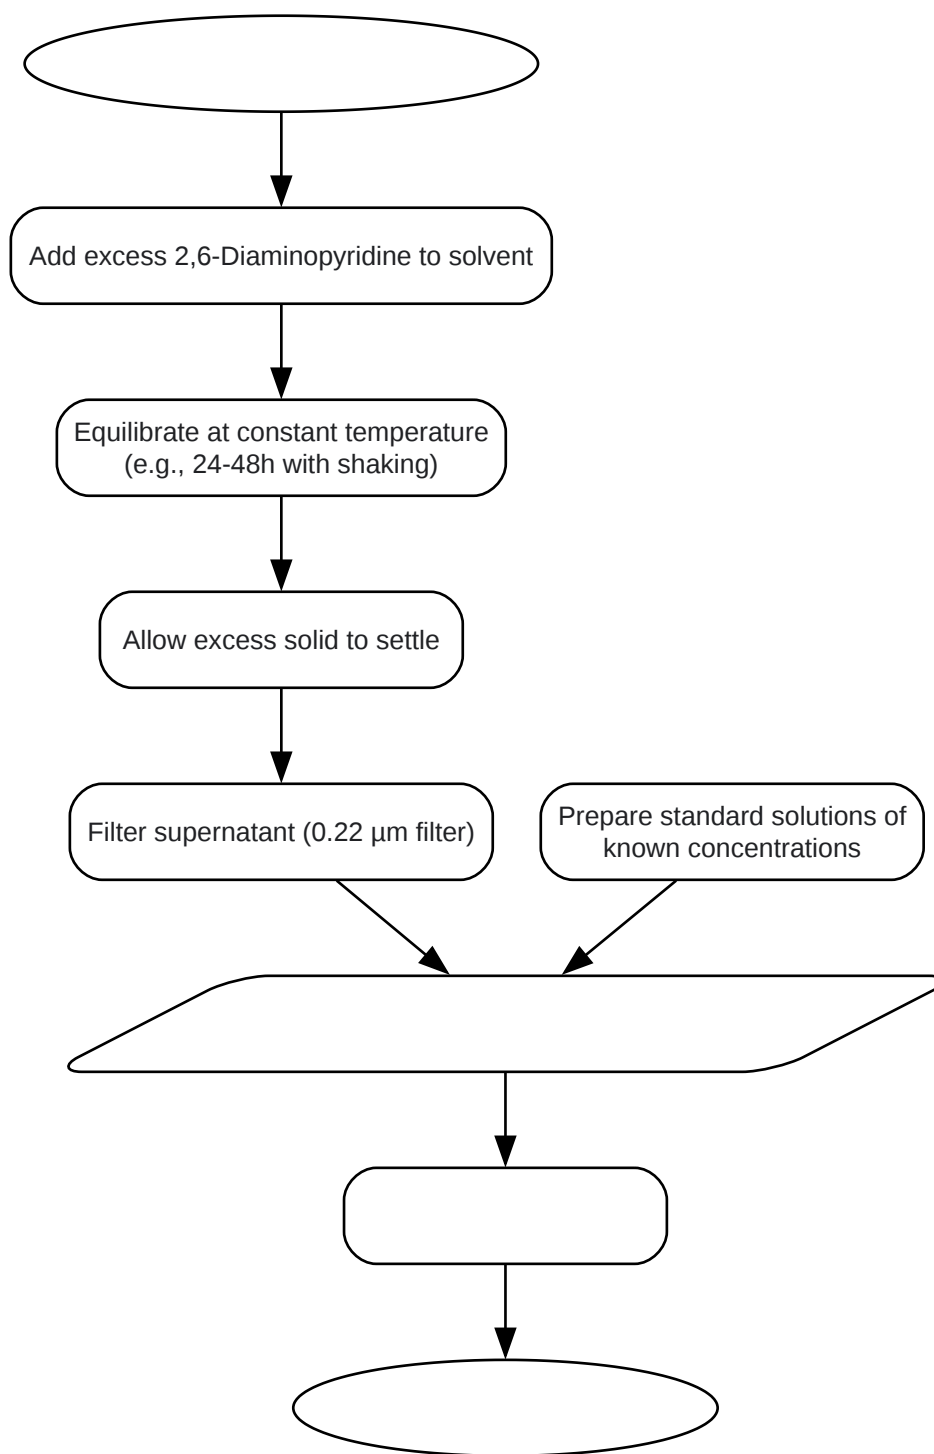 Add excess 2,6-Diaminopyridine to solvent
Equilibrate at constant temperature
(e.g., 24-48h with shaking)
Allow excess solid to settle
Filter supernatant (0.22 µm filter)
Prepare standard solutions of
known concentrations